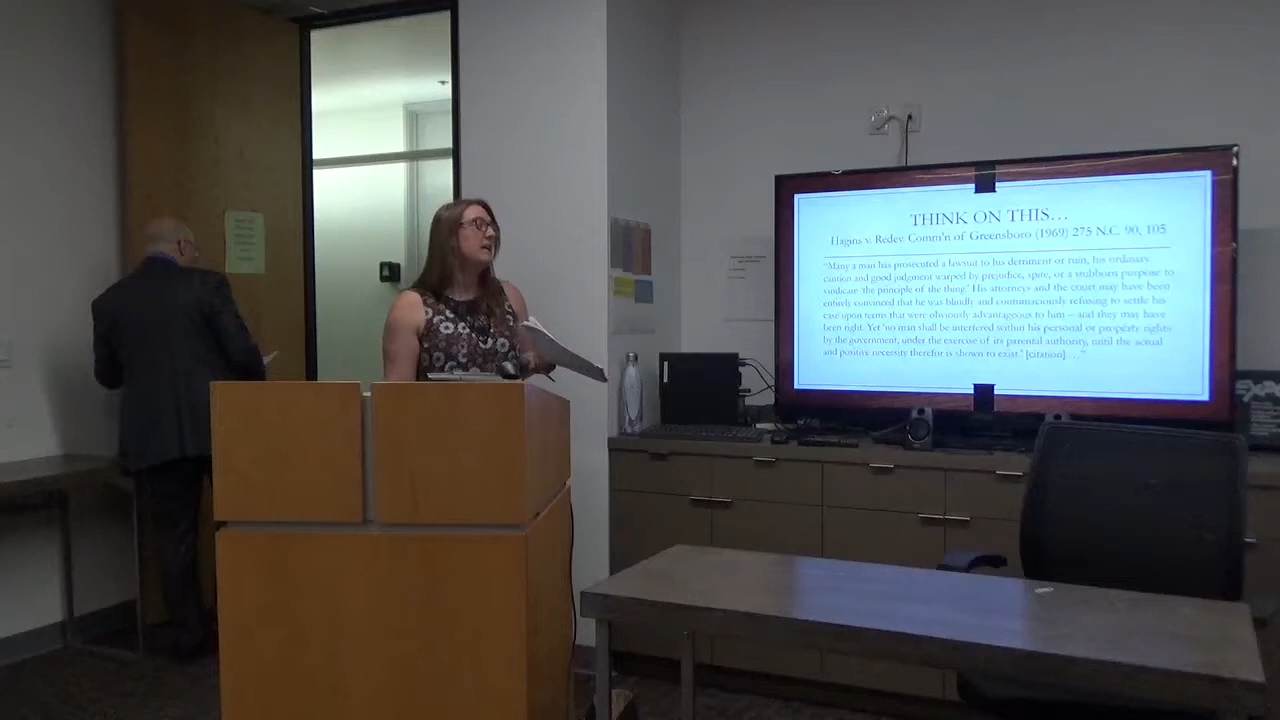 THINK ON THIS…
Hagins v. Redev. Comm'n of Greensboro (1969) 275 N.C. 90, 105
"Many a man has prosecuted a lawsuit to his detriment or ruin, his ordinary
caution and good judgment warped by prejudice, spite, or a stubborn purpose to
vindicate 'the principle of the thing.' His attorneys and the court may have been
entirely convinced that he was blindly and contumaciously refusing to settle his
case upon terms that were obviously advantageous to him – and they may have
been right. Yet 'no man shall be interfered within his personal or property rights
by the government, under the exercise of its parental authority, until the actual
and positive necessity therefor is shown to exist.' [citation]…"